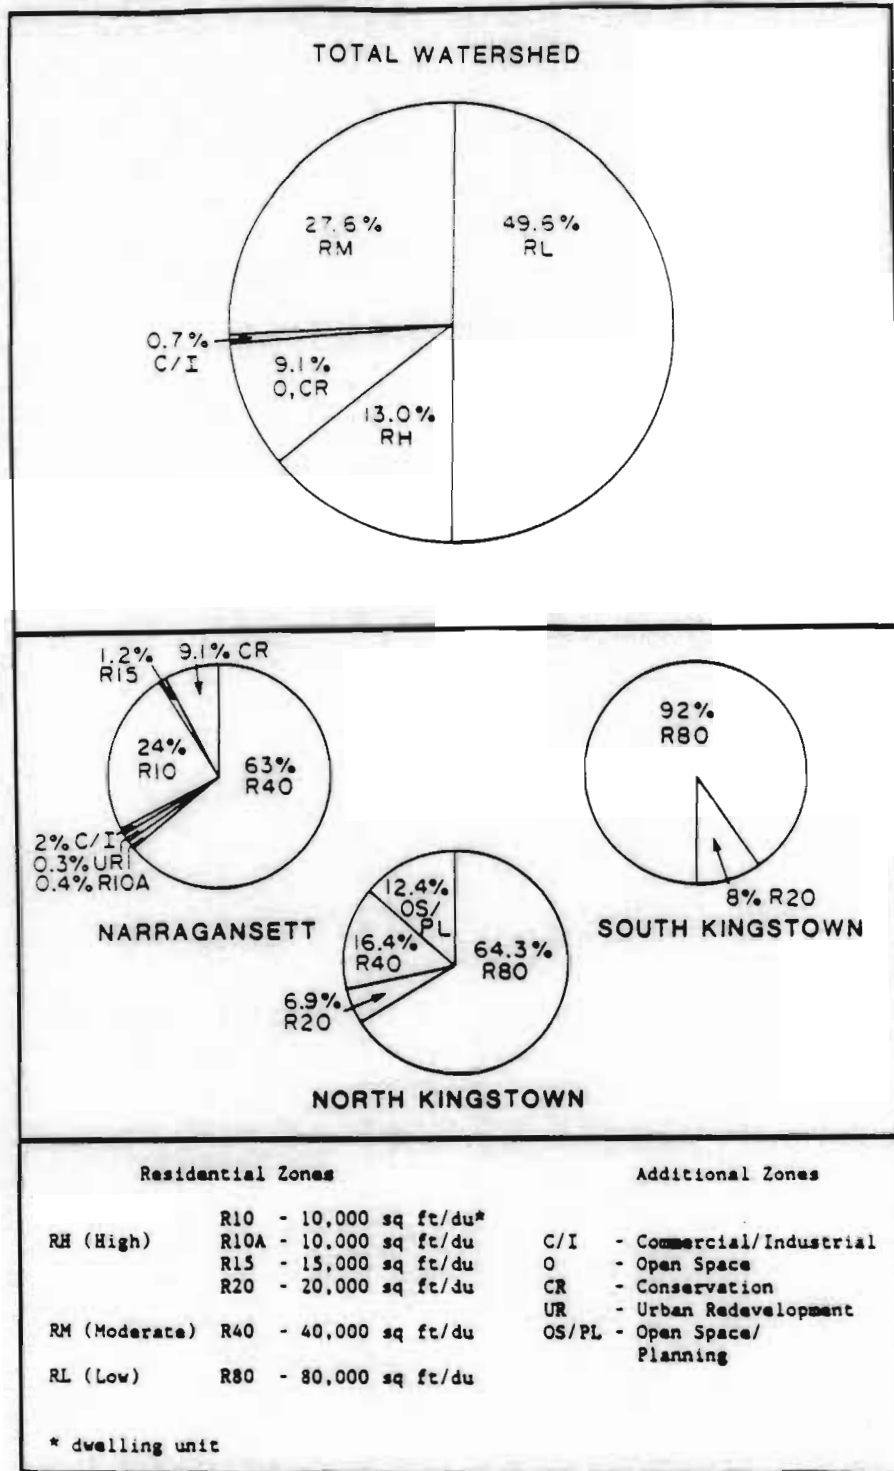 TOTAL WATERSHED
27.6%
RM
49.6%
RL
0.7%
C/I
9.1%
O,CR
13.0%
RH
1.2%
R15
9.1% CR
24%
R10
63%
R40
2% C/I
0.3% URI
0.4% R10A
NARRAGANSETT
92%
R80
8% R20
SOUTH KINGSTOWN
12.4%
OS/
PL
16.4%
R40
64.3%
R80
6.9%
R20
NORTH KINGSTOWN
Residential Zones
RH (High)
R10 - 10,000 sq ft/du*
R10A - 10,000 sq ft/du
R15 - 15,000 sq ft/du
R20 - 20,000 sq ft/du
RM (Moderate) R40 - 40,000 sq ft/du
RL (Low) R80 - 80,000 sq ft/du
* dwelling unit
Additional Zones
C/I - Commercial/Industrial
O - Open Space
CR - Conservation
UR - Urban Redevelopment
OS/PL - Open Space/
Planning